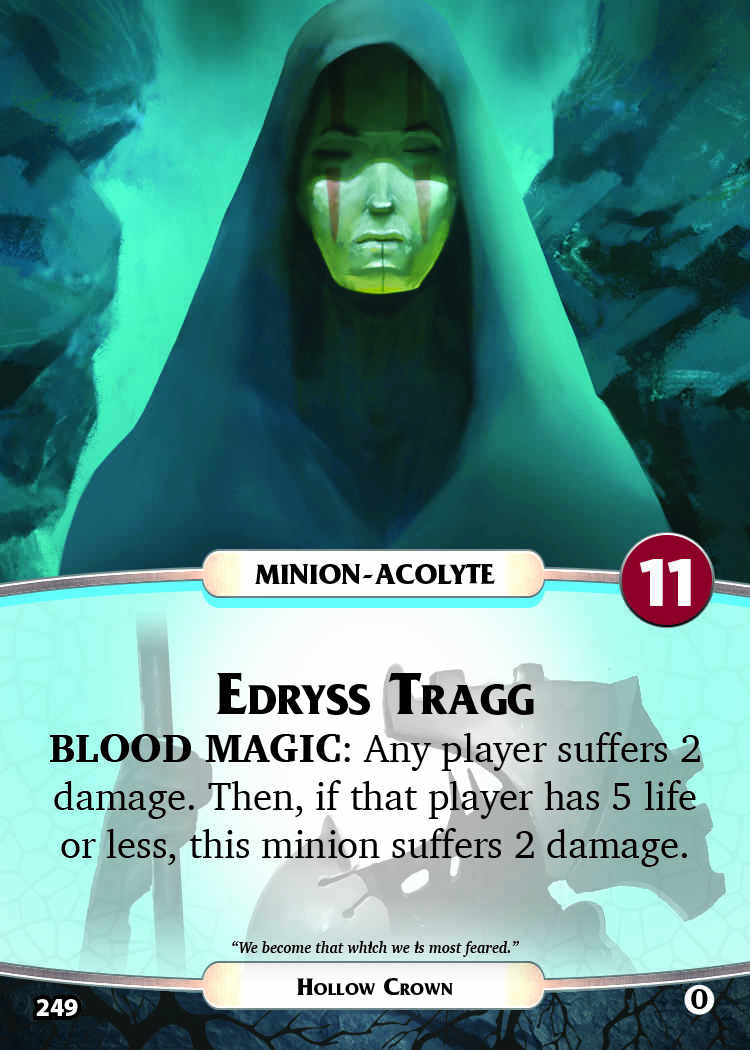 MINION-ACOLYTE
11
EDRYSS TRAGG
BLOOD MAGIC: Any player suffers 2
damage. Then, if that player has 5 life
or less, this minion suffers 2 damage.
“We become that which we is most feared.”
HOLLOW CROWN
249
0